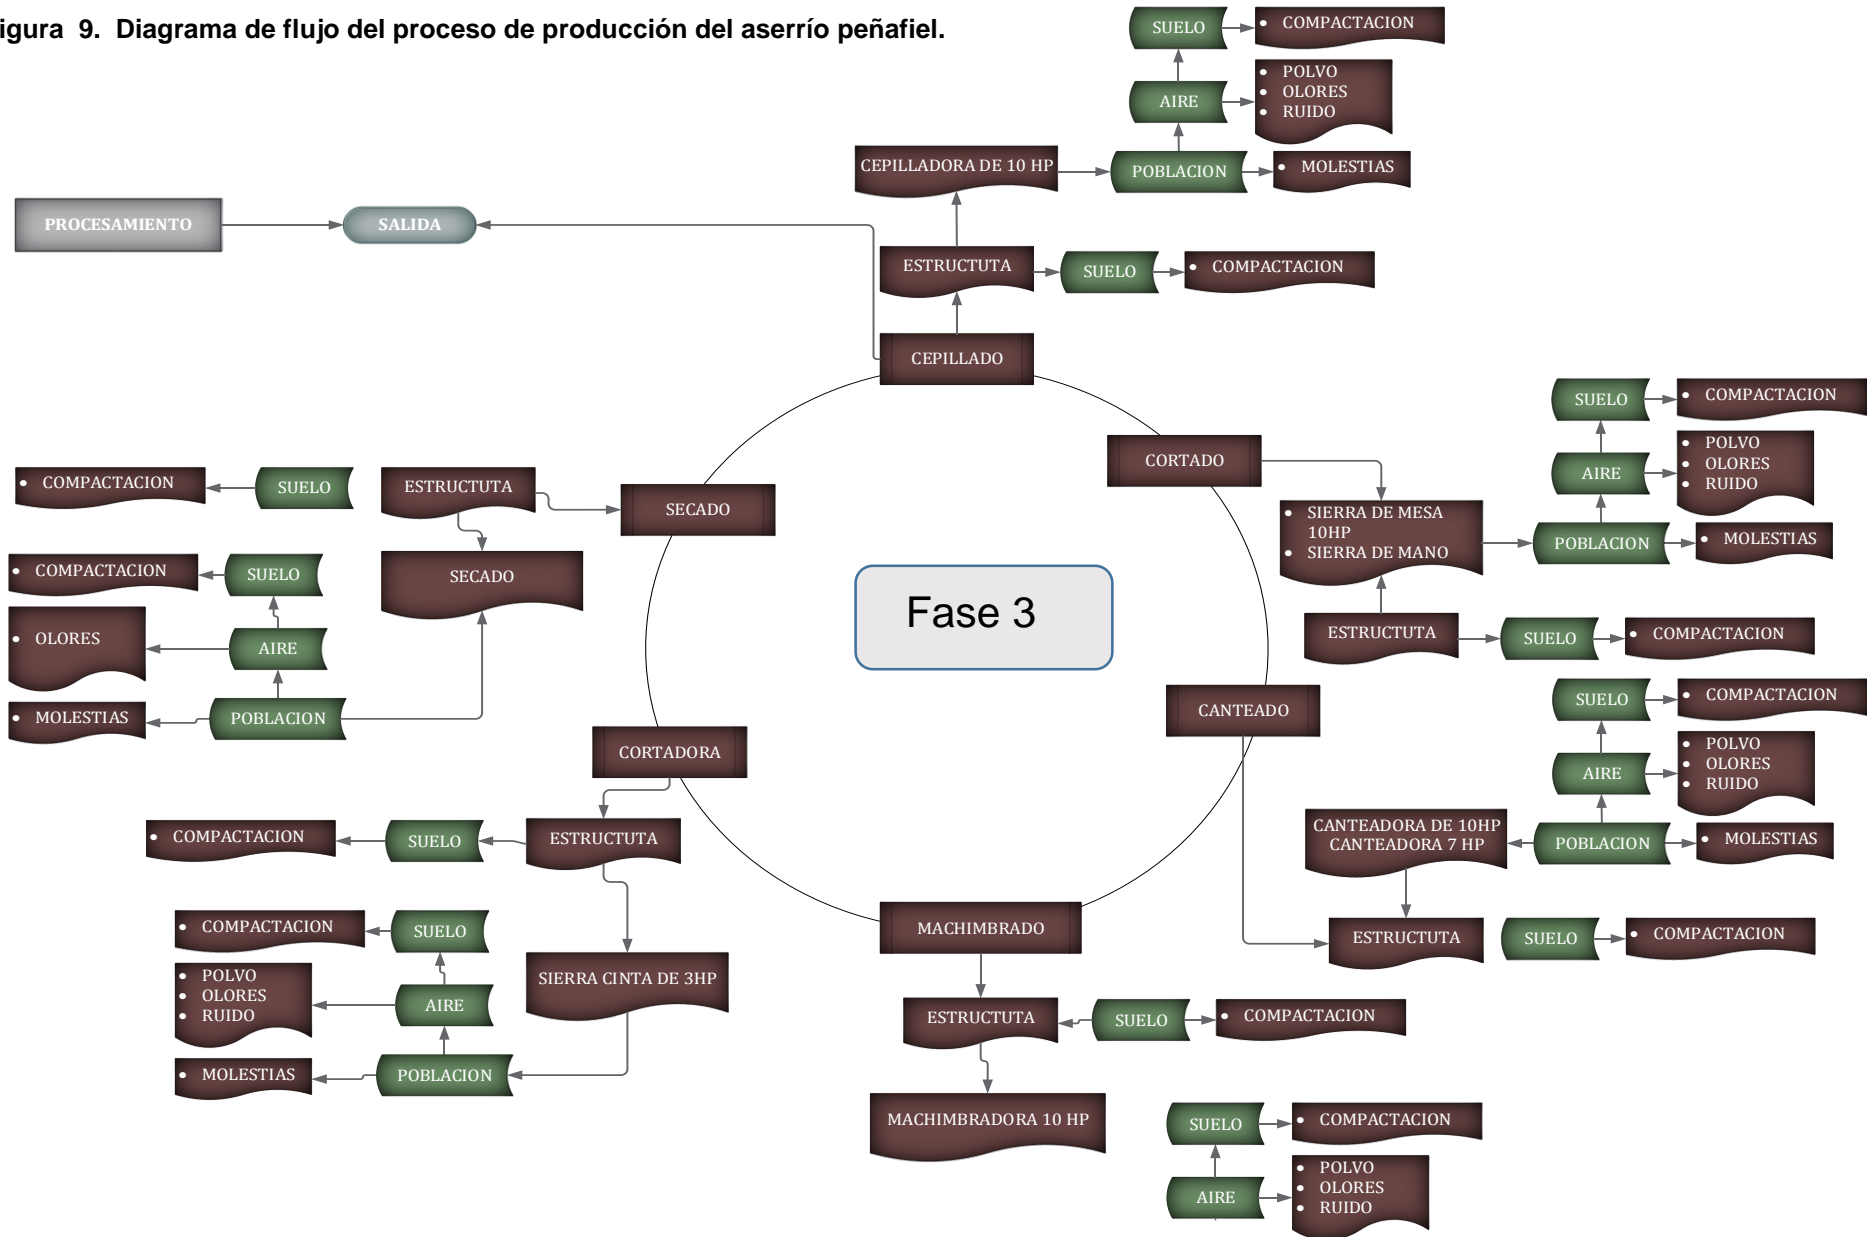 igura 9. Diagrama de flujo del proceso de producción del aserrío peñafiel.
SUELO
• COMPACTACION
AIRE
• POLVO
• OLORES
• RUIDO
CEPILLADORA DE 10 HP
POBLACION
• MOLESTIAS
PROCESAMIENTO
SALIDA
ESTRUCTUTA
SUELO
• COMPACTACION
CEPILLADO
SUELO
• COMPACTACION
CORTADO
AIRE
• POLVO
• OLORES
• RUIDO
• SIERRA DE MESA
10HP
• SIERRA DE MANO
POBLACION
• MOLESTIAS
ESTRUCTUTA
SUELO
• COMPACTACION
• COMPACTACION
SUELO
ESTRUCTUTA
SECADO
• COMPACTACION
SUELO
SECADO
• OLORES
AIRE
• MOLESTIAS
POBLACION
Fase 3
CANTEADO
SUELO
• COMPACTACION
AIRE
• POLVO
• OLORES
• RUIDO
CANTEADORA DE 10HP
CANTEADORA 7 HP
POBLACION
• MOLESTIAS
ESTRUCTUTA
SUELO
• COMPACTACION
CORTADORA
• COMPACTACION
SUELO
ESTRUCTUTA
• COMPACTACION
SUELO
• POLVO
• OLORES
• RUIDO
AIRE
SIERRA CINTA DE 3HP
• MOLESTIAS
POBLACION
MACHIMBRADO
ESTRUCTUTA
SUELO
• COMPACTACION
MACHIMBRADORA 10 HP
SUELO
• COMPACTACION
AIRE
• POLVO
• OLORES
• RUIDO